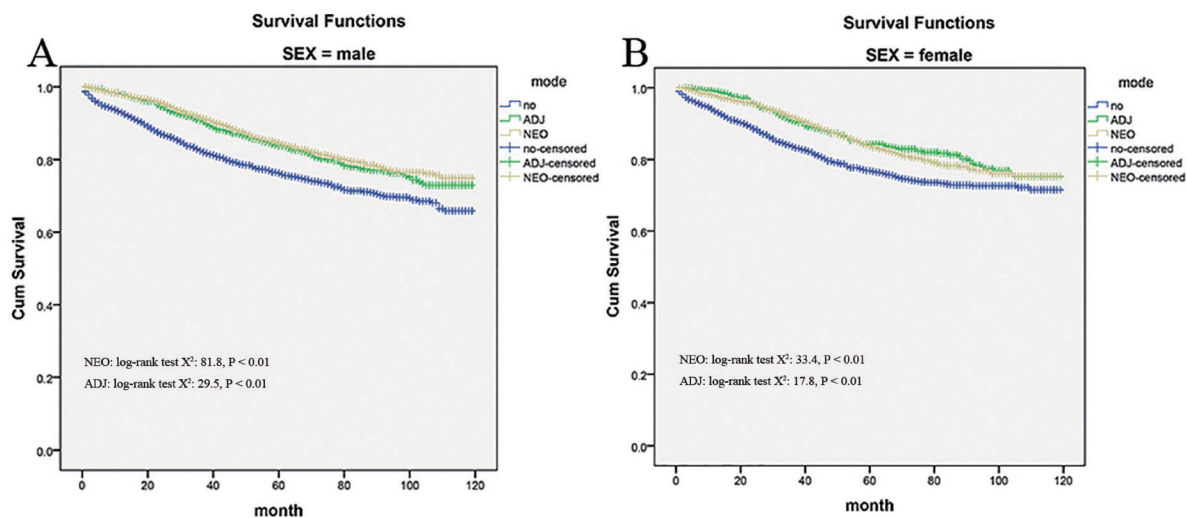 A
Survival Functions
SEX = male
mode
no
ADJ
NEO
no-censored
ADJ-censored
NEO-censored
Cum Survival
1.0
0.8
0.6
0.4
0.2
0.0
NEO: log-rank test X²: 81.8, P < 0.01
ADJ: log-rank test X²: 29.5, P < 0.01
0 20 40 60 80 100 120
month
B
Survival Functions
SEX = female
mode
no
ADJ
NEO
no-censored
ADJ-censored
NEO-censored
Cum Survival
1.0
0.8
0.6
0.4
0.2
0.0
NEO: log-rank test X²: 33.4, P < 0.01
ADJ: log-rank test X²: 17.8, P < 0.01
0 20 40 60 80 100 120
month